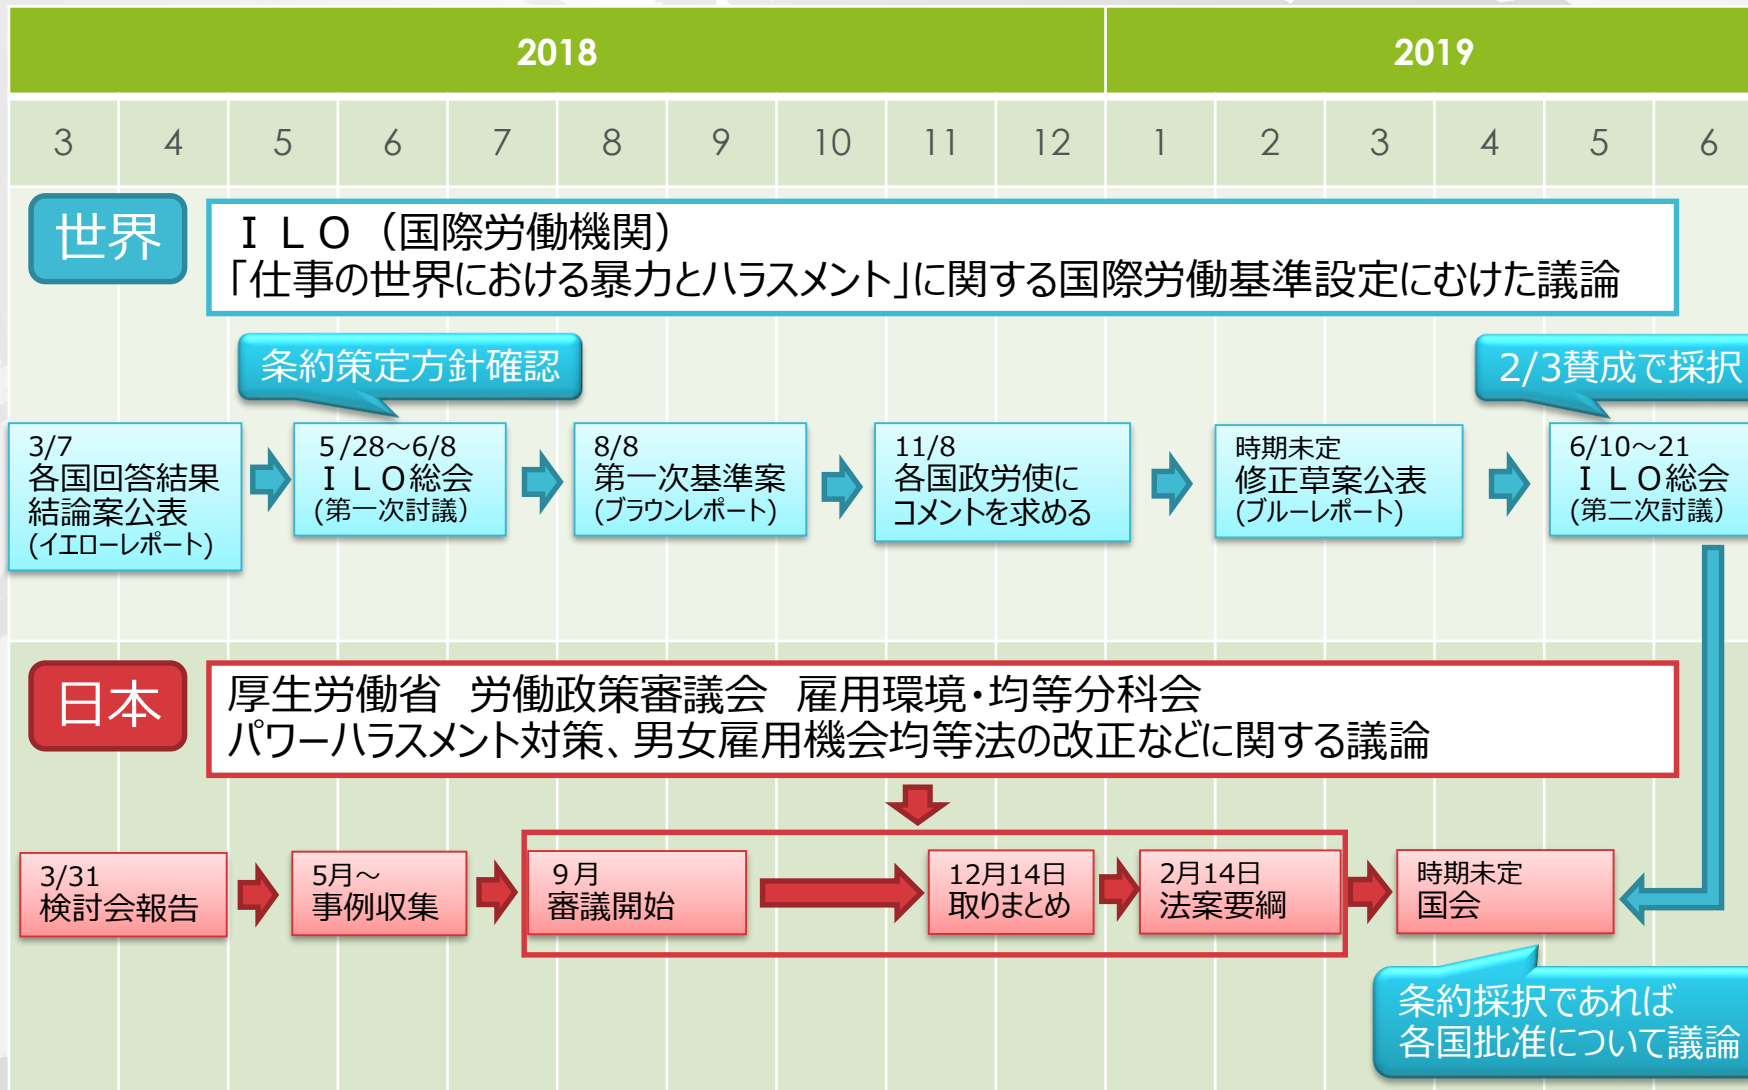 2018
2019
3 4 5 6 7 8 9 10 11 12 1 2 3 4 5 6
世界
ＩＬＯ（国際労働機関）
「仕事の世界における暴力とハラスメント」に関する国際労働基準設定にむけた議論
条約策定方針確認
2/3賛成で採択
3/7
各国回答結果
結論案公表
(イエローレポート)
５/28～6/8
ＩＬＯ総会
(第一次討議)
8/8
第一次基準案
(ブラウンレポート)
11/8
各国政労使に
コメントを求める
時期未定
修正草案公表
(ブルーレポート)
6/10～21
ＩＬＯ総会
(第二次討議)
日本
厚生労働省　労働政策審議会　雇用環境・均等分科会
パワーハラスメント対策、男女雇用機会均等法の改正などに関する議論
3/31
検討会報告
5月～
事例収集
９月
審議開始
12月14日
取りまとめ
2月14日
法案要綱
時期未定
国会
条約採択であれば
各国批准について議論